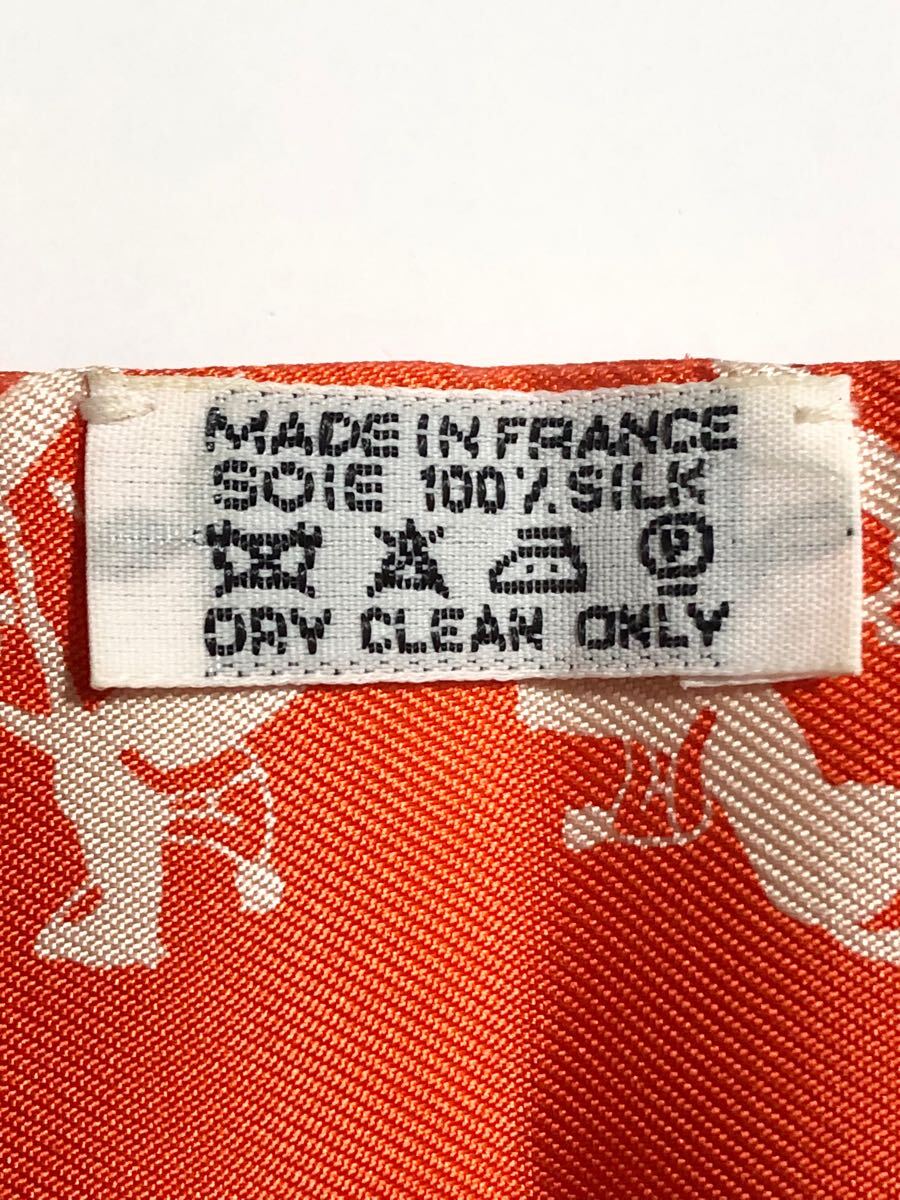 MADE IN FRANCE
SOIE 100% SILK
P
DRY CLEAN ONLY